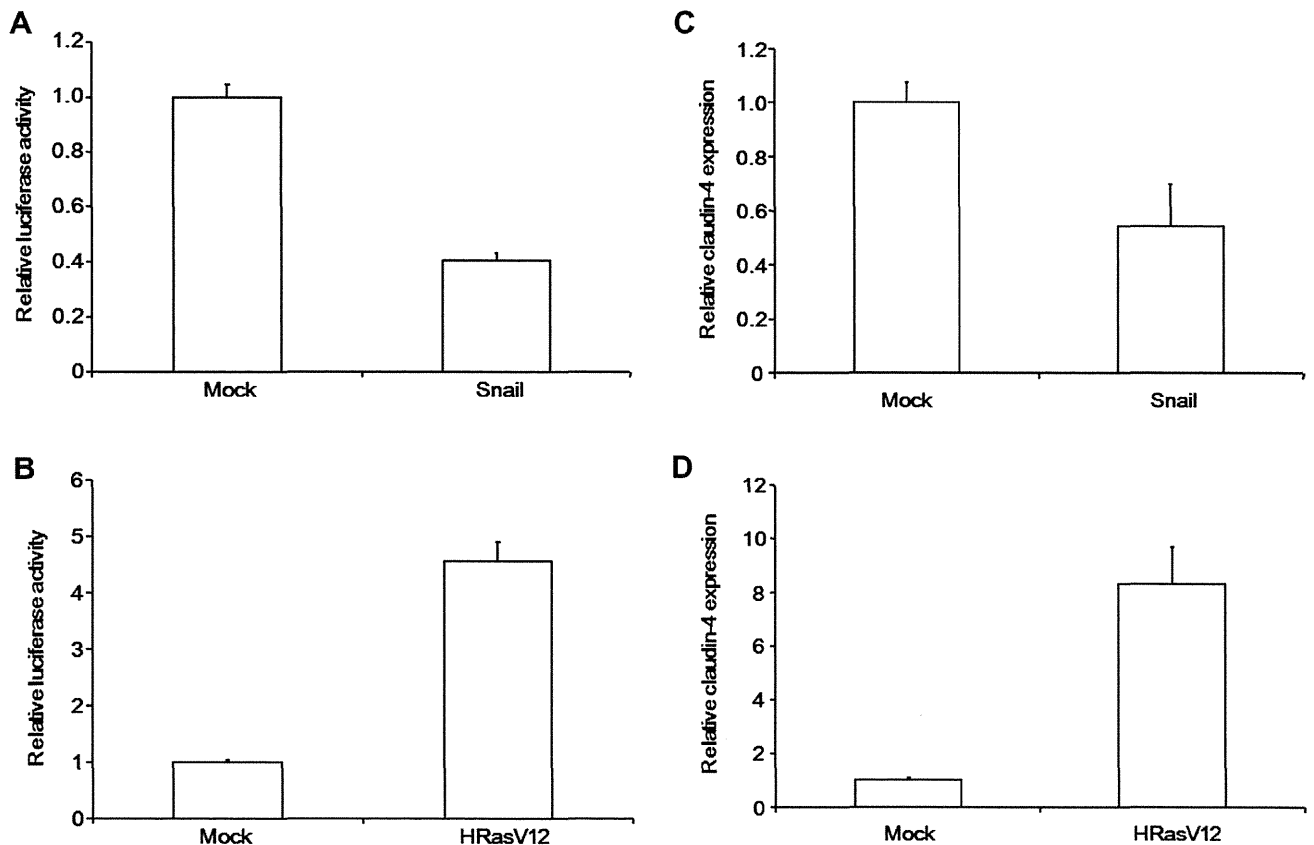 A
Relative luciferase activity
1.2
1.0
0.8
0.6
0.4
0.2
0
Mock
Snail
C
Relative claudin-4 expression
1.2
1.0
0.8
0.6
0.4
0.2
0
Mock
Snail
B
Relative luciferase activity
6
5
4
3
2
1
0
Mock
HRasV12
D
Relative claudin-4 expression
12
10
8
6
4
2
0
Mock
HRasV12